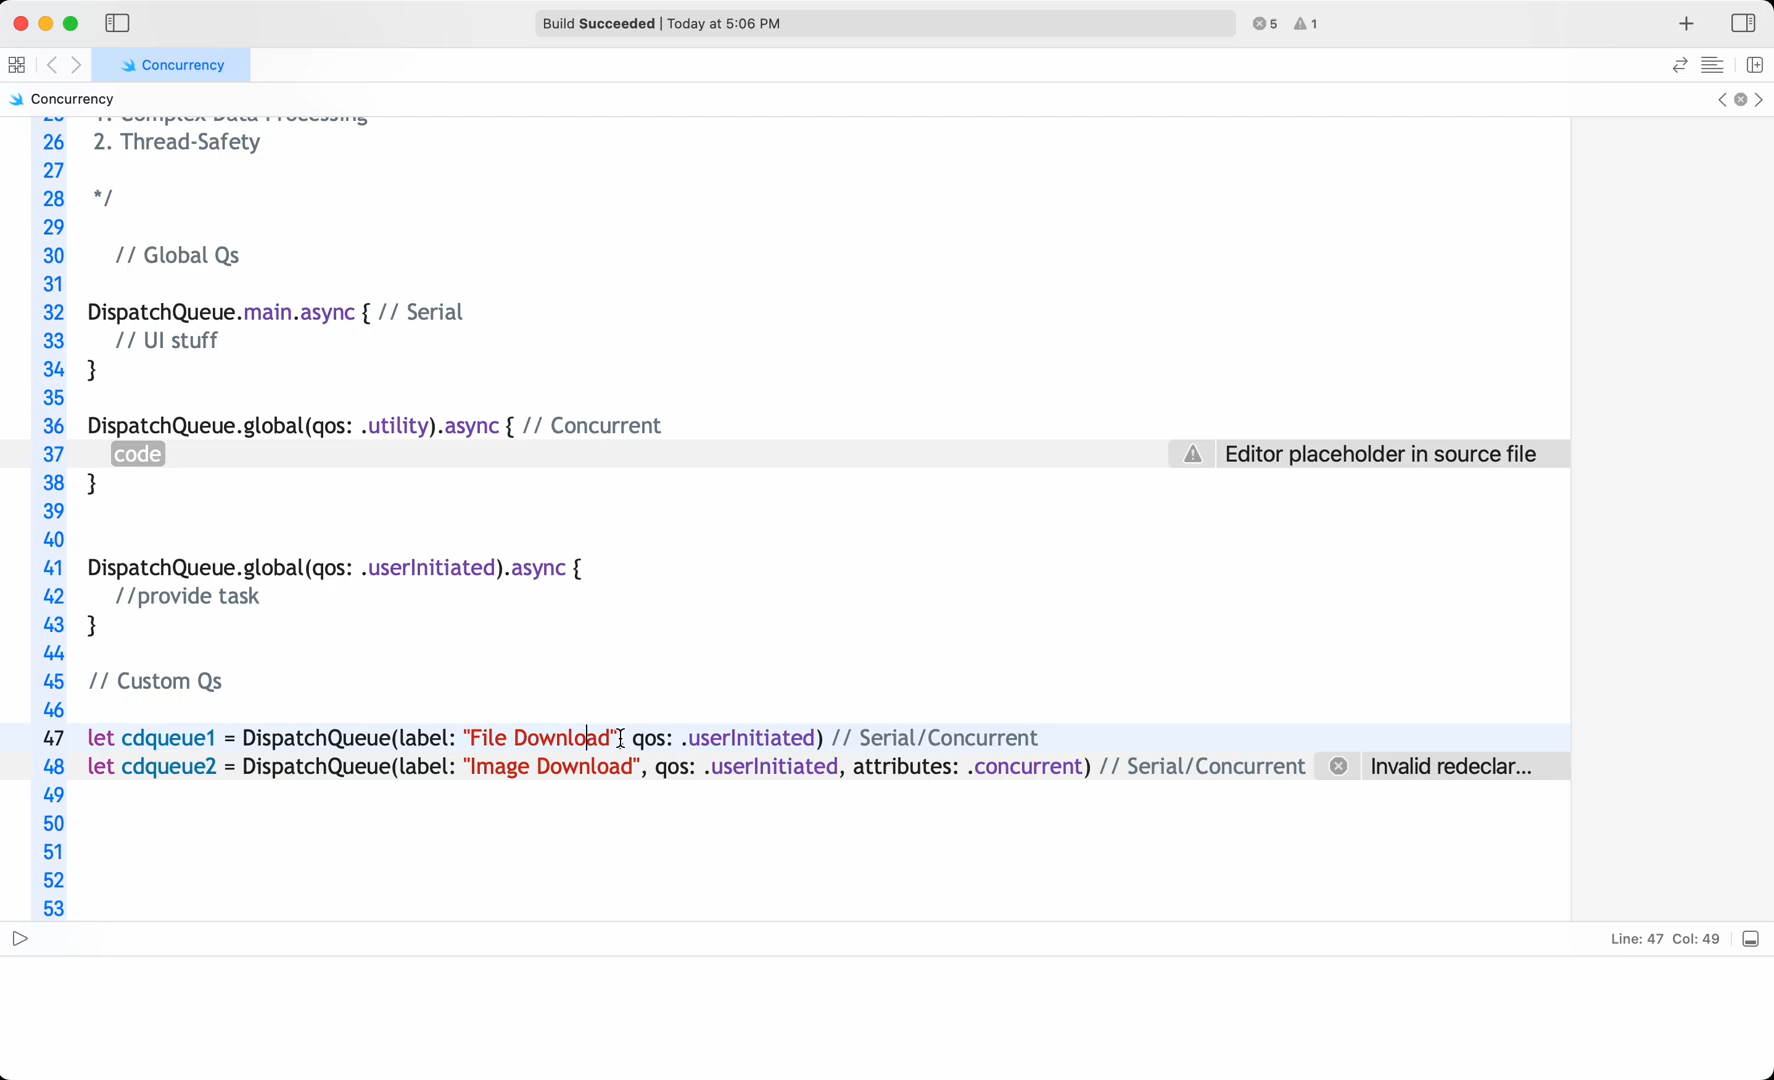 Build Succeeded | Today at 5:06 PM
5
1
Concurrency
Concurrency
25 1. Complex Data Processing
26 2. Thread-Safety
27
28 */
29
30 // Global Qs
31
32 DispatchQueue.main.async { // Serial
33 // UI stuff
34 }
35
36 DispatchQueue.global(qos: .utility).async { // Concurrent
37 code Editor placeholder in source file
38 }
39
40
41 DispatchQueue.global(qos: .userInitiated).async {
42 //provide task
43 }
44
45 // Custom Qs
46
47 let cdqueue1 = DispatchQueue(label: "File Download", qos: .userInitiated) // Serial/Concurrent
48 let cdqueue2 = DispatchQueue(label: "Image Download", qos: .userInitiated, attributes: .concurrent) // Serial/Concurrent Invalid redeclar...
49
50
51
52
53
Line: 47 Col: 49